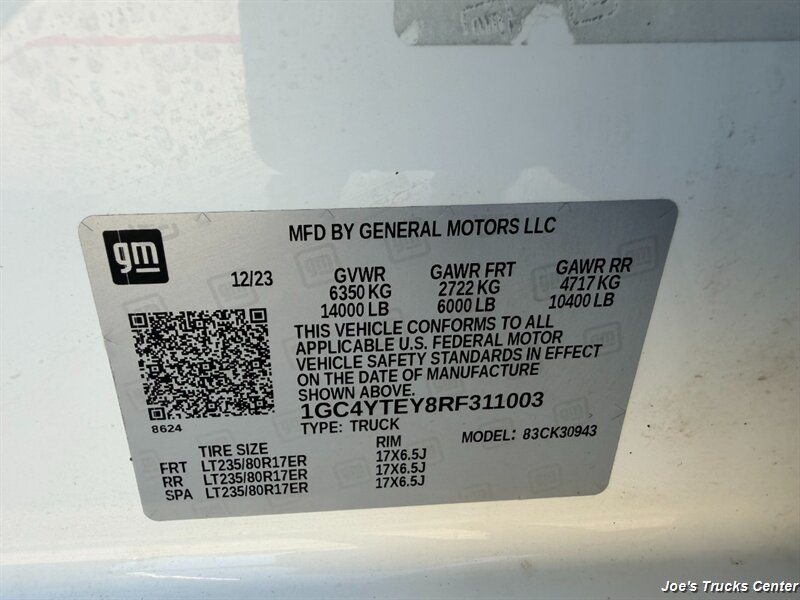 gm
MFD BY GENERAL MOTORS LLC
12/23
GVWR GAWR FRT GAWR RR
6350 KG 2722 KG 4717 KG
14000 LB 6000 LB 10400 LB
THIS VEHICLE CONFORMS TO ALL
APPLICABLE U.S. FEDERAL MOTOR
VEHICLE SAFETY STANDARDS IN EFFECT
ON THE DATE OF MANUFACTURE
SHOWN ABOVE.
8624
1GC4YTEY8RF311003
TYPE: TRUCK MODEL: 83CK30943
TIRE SIZE RIM
FRT LT235/80R17ER 17X6.5J
RR LT235/80R17ER 17X6.5J
SPA LT235/80R17ER 17X6.5J
Joe's Trucks Center